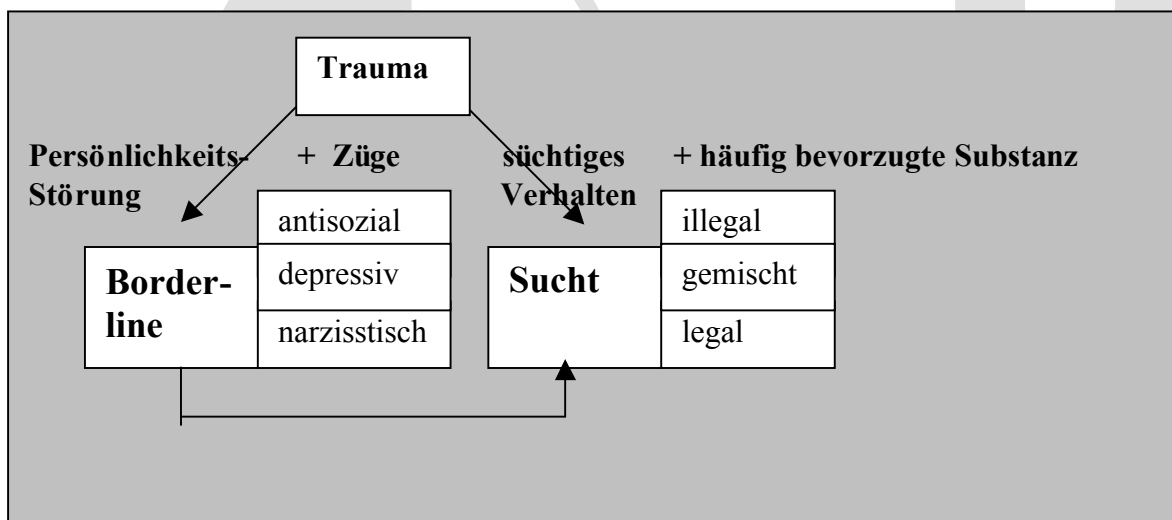 Trauma
Persönlichkeits- + Züge süchtiges + häufig bevorzugte Substanz
Störung Verhalten
antisozial illegal
Border- depressiv Sucht gemischt
line narzisstisch legal